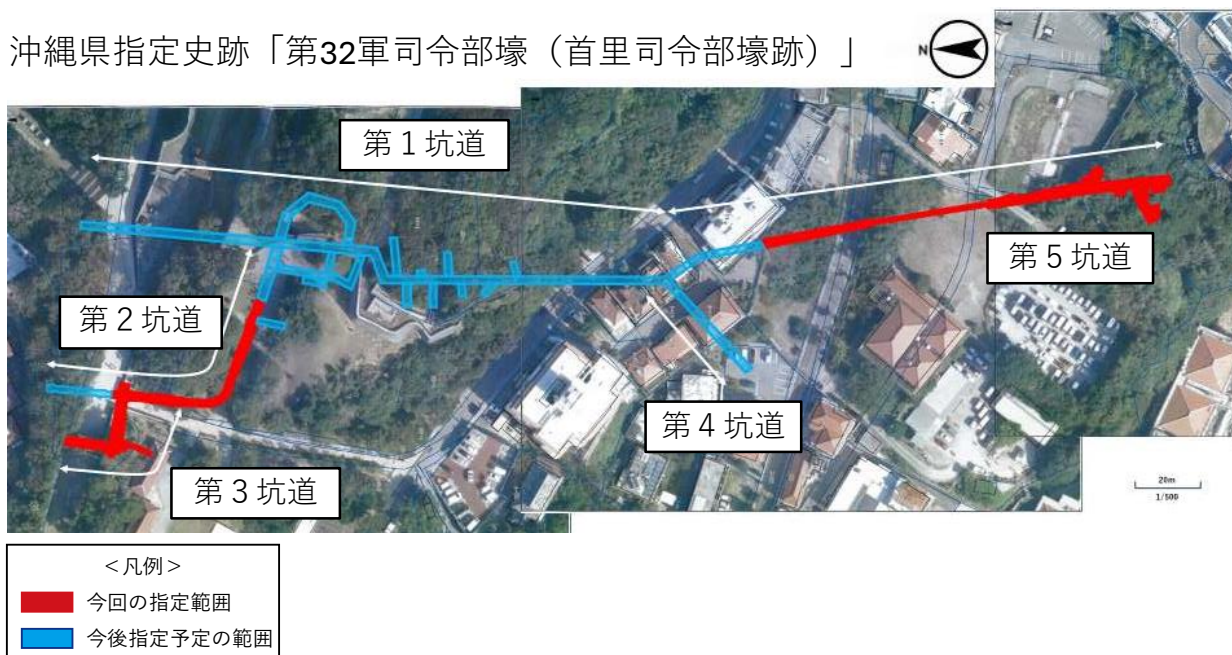 沖縄県指定史跡「第32軍司令部壕（首里司令部壕跡）」
N
第１坑道
第２坑道
第３坑道
第４坑道
第５坑道
20m
1/500
＜凡例＞
今回の指定範囲
今後指定予定の範囲